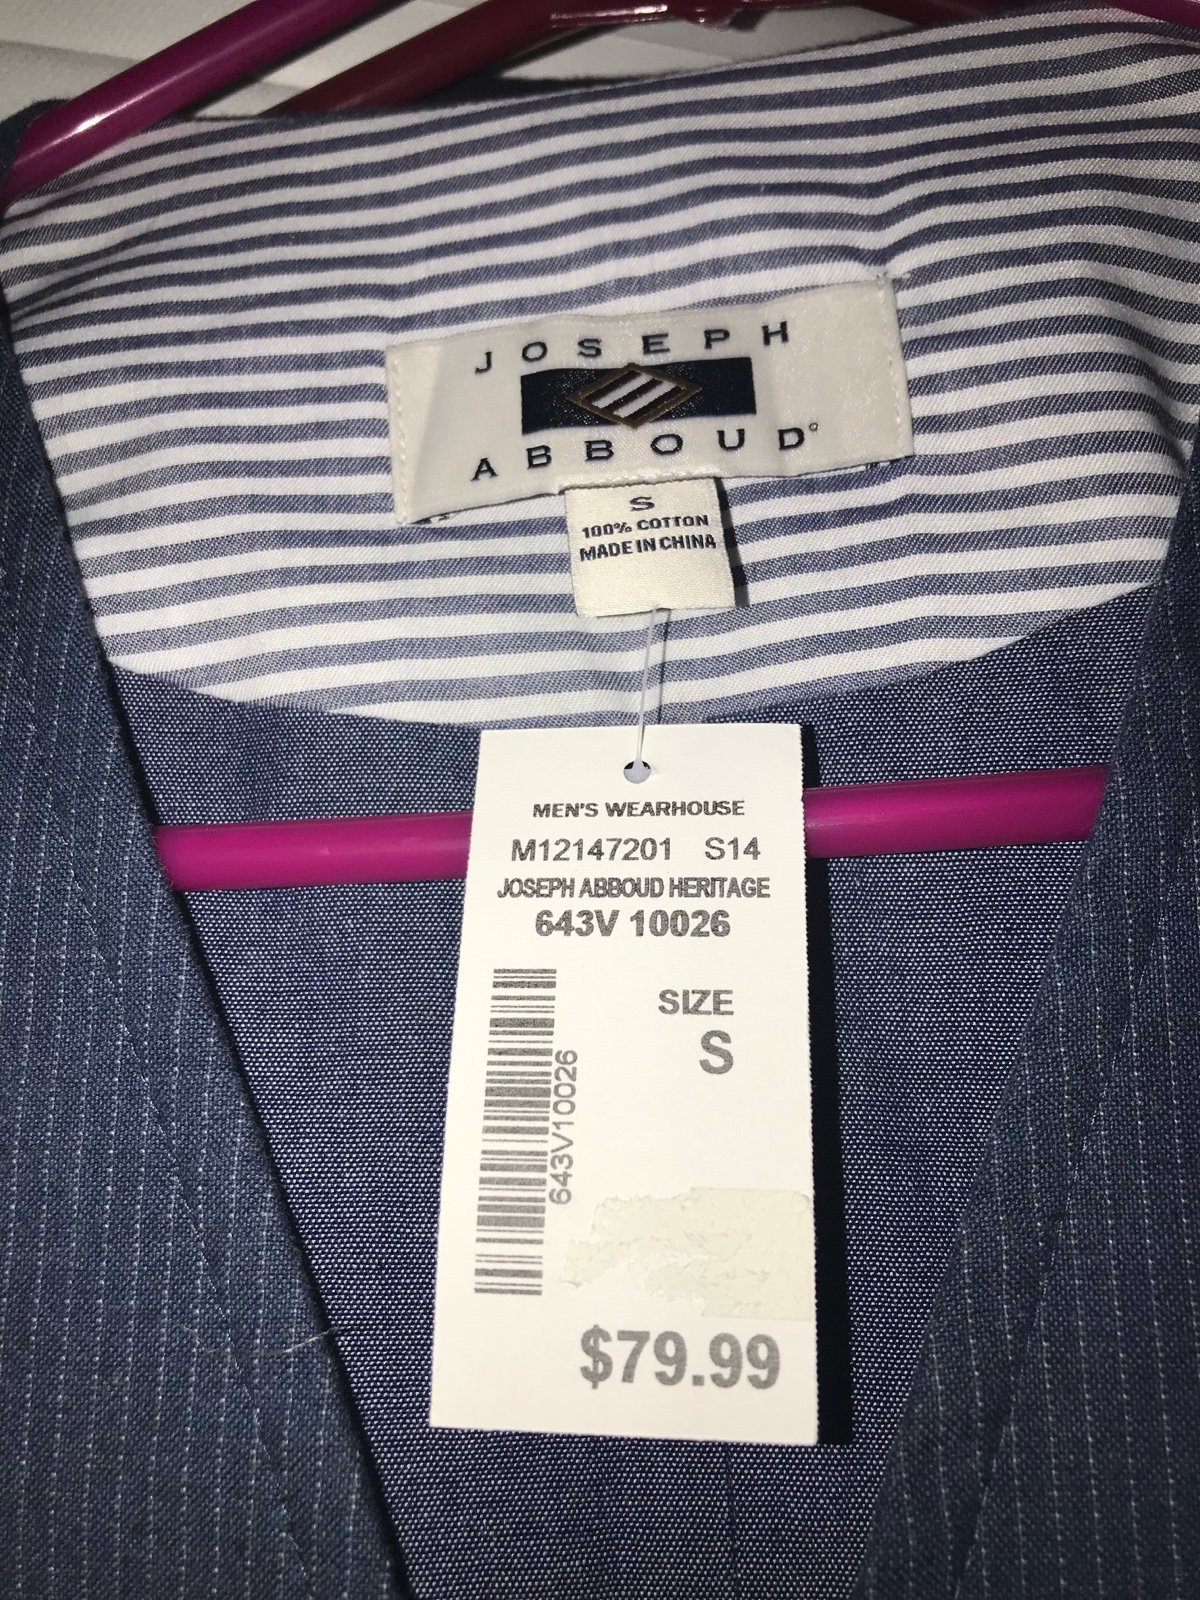 JOSEPH
ABBOUD
S
100% COTTON
MADE IN CHINA
MEN'S WEARHOUSE
M12147201 S14
JOSEPH ABBOUD HERITAGE
643V 10026
SIZE
S
643V10026
$79.99